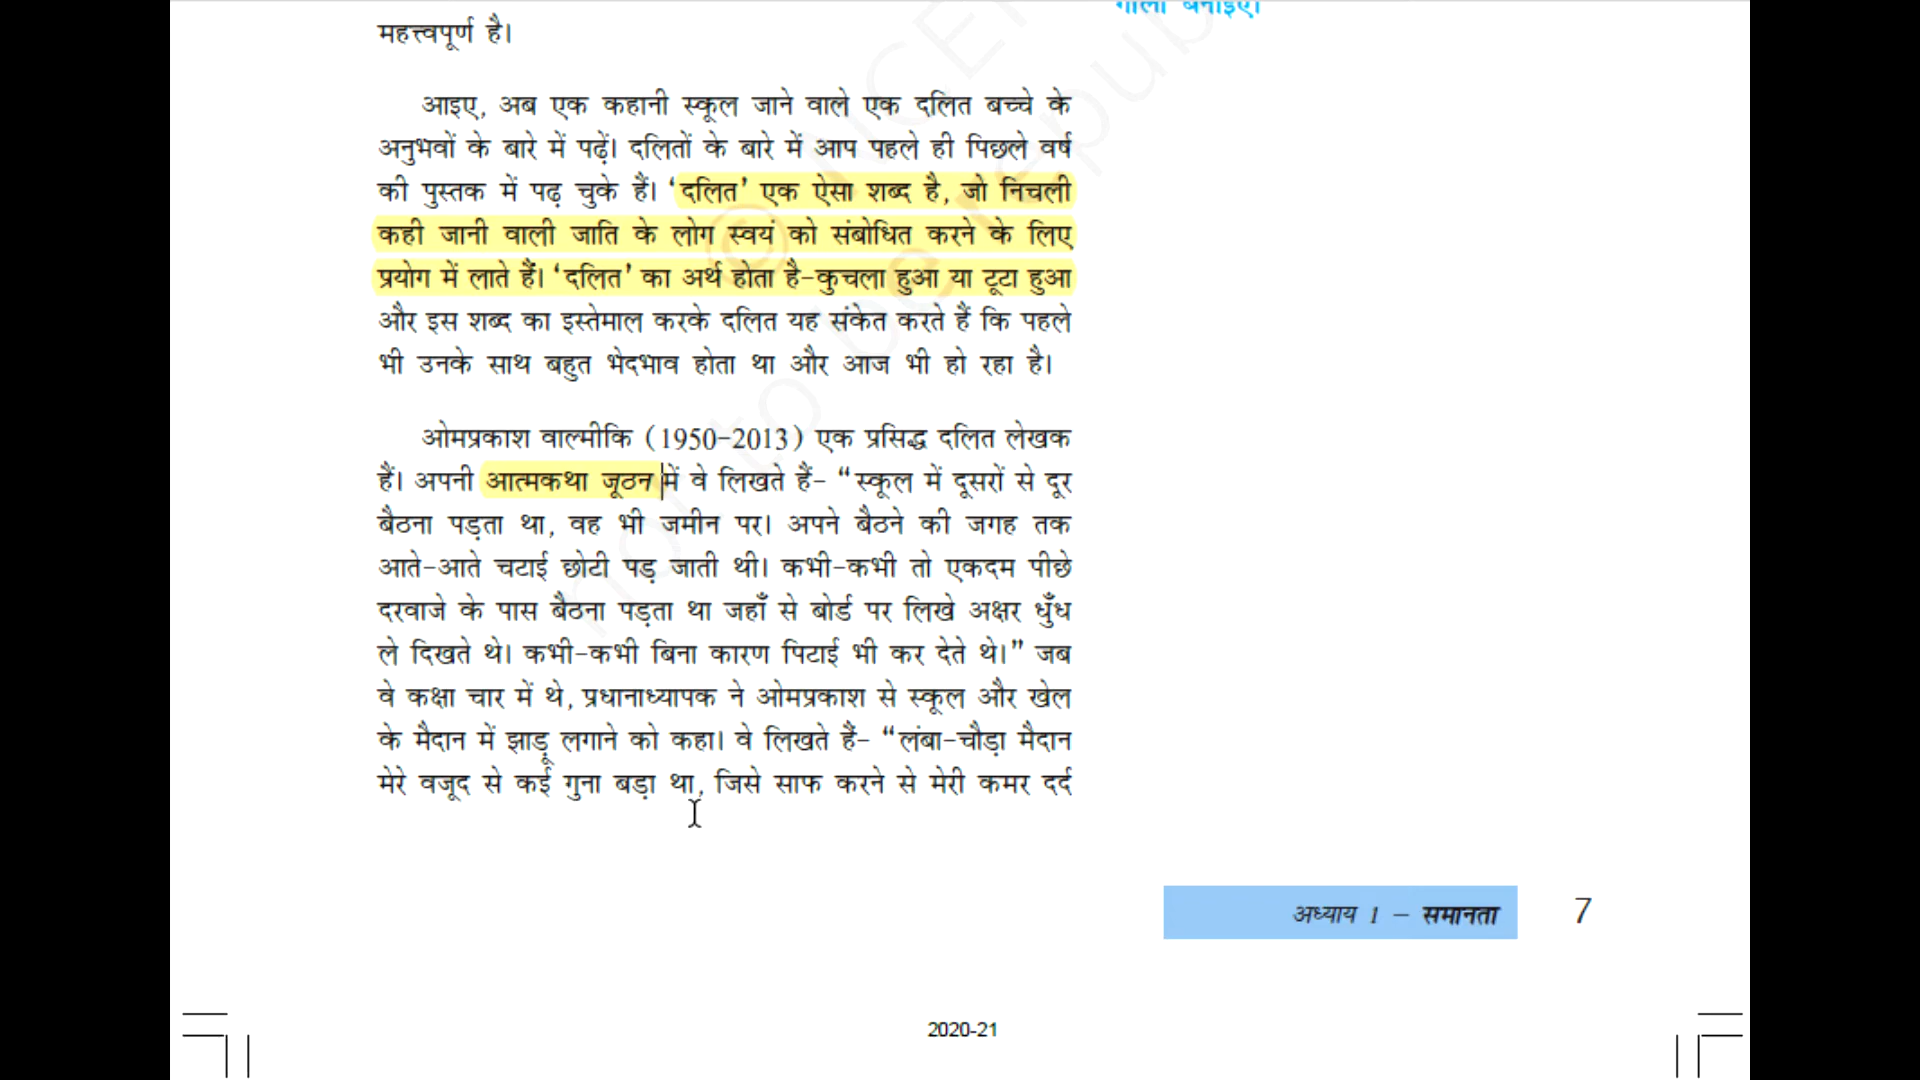 गोला बनाइए।
महत्त्वपूर्ण है।
आइए, अब एक कहानी स्कूल जाने वाले एक दलित बच्चे के
अनुभवों के बारे में पढ़ें। दलितों के बारे में आप पहले ही पिछले वर्ष
की पुस्तक में पढ़ चुके हैं। ‘दलित’ एक ऐसा शब्द है, जो निचली
कही जानी वाली जाति के लोग स्वयं को संबोधित करने के लिए
प्रयोग में लाते हैं। ‘दलित’ का अर्थ होता है–कुचला हुआ या टूटा हुआ
और इस शब्द का इस्तेमाल करके दलित यह संकेत करते हैं कि पहले
भी उनके साथ बहुत भेदभाव होता था और आज भी हो रहा है।
ओमप्रकाश वाल्मीकि (1950–2013) एक प्रसिद्ध दलित लेखक
हैं। अपनी आत्मकथा जूठन में वे लिखते हैं– “स्कूल में दूसरों से दूर
बैठना पड़ता था, वह भी जमीन पर। अपने बैठने की जगह तक
आते–आते चटाई छोटी पड़ जाती थी। कभी–कभी तो एकदम पीछे
दरवाजे के पास बैठना पड़ता था जहाँ से बोर्ड पर लिखे अक्षर धुँध
ले दिखते थे। कभी–कभी बिना कारण पिटाई भी कर देते थे।” जब
वे कक्षा चार में थे, प्रधानाध्यापक ने ओमप्रकाश से स्कूल और खेल
के मैदान में झाड़ू लगाने को कहा। वे लिखते हैं– “लंबा–चौड़ा मैदान
मेरे वजूद से कई गुना बड़ा था, जिसे साफ करने से मेरी कमर दर्द
अध्याय 1 – समानता 7
2020-21